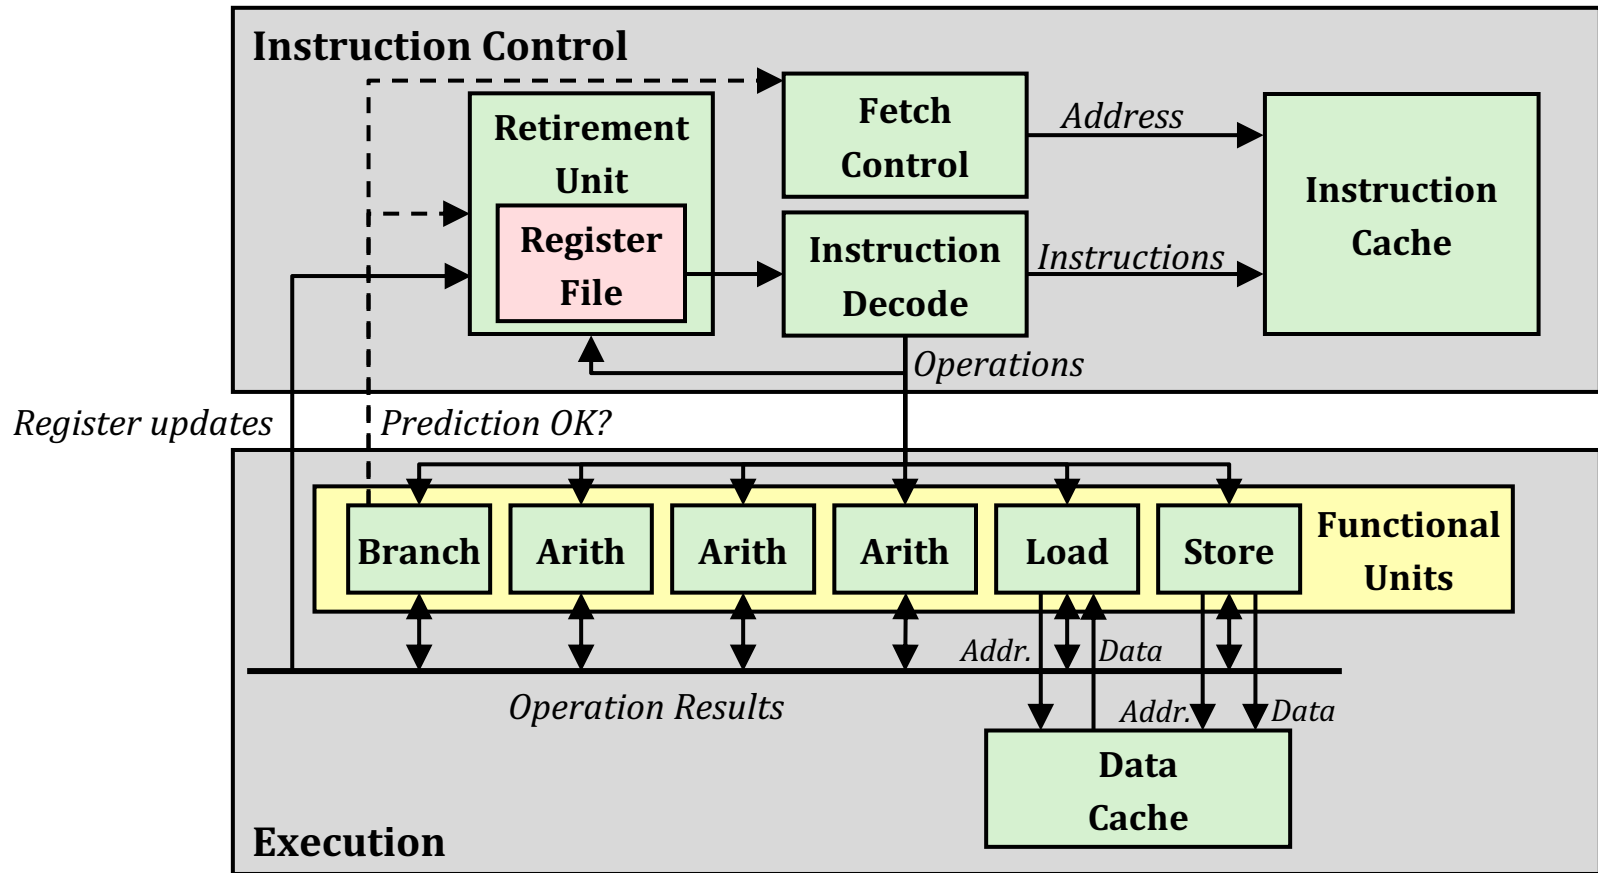 Instruction Control
Retirement
Unit
Register
File
Fetch
Control
Address
Instruction
Cache
Instruction
Decode
Instructions
Operations
Register updates
Prediction OK?
Branch
Arith
Arith
Arith
Load
Store
Functional
Units
Addr.
Data
Operation Results
Addr.
Data
Data
Cache
Execution